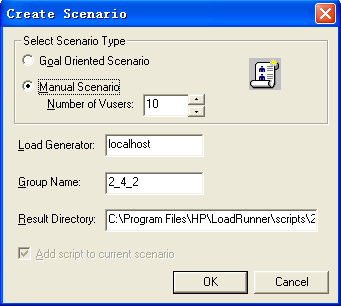 Create Scenario
Select Scenario Type
Goal Oriented Scenario
Manual Scenario
Number of Vusers: 10
Load Generator: localhost
Group Name: 2_4_2
Result Directory: C:\Program Files\HP\LoadRunner\scripts\2
Add script to current scenario
OK Cancel